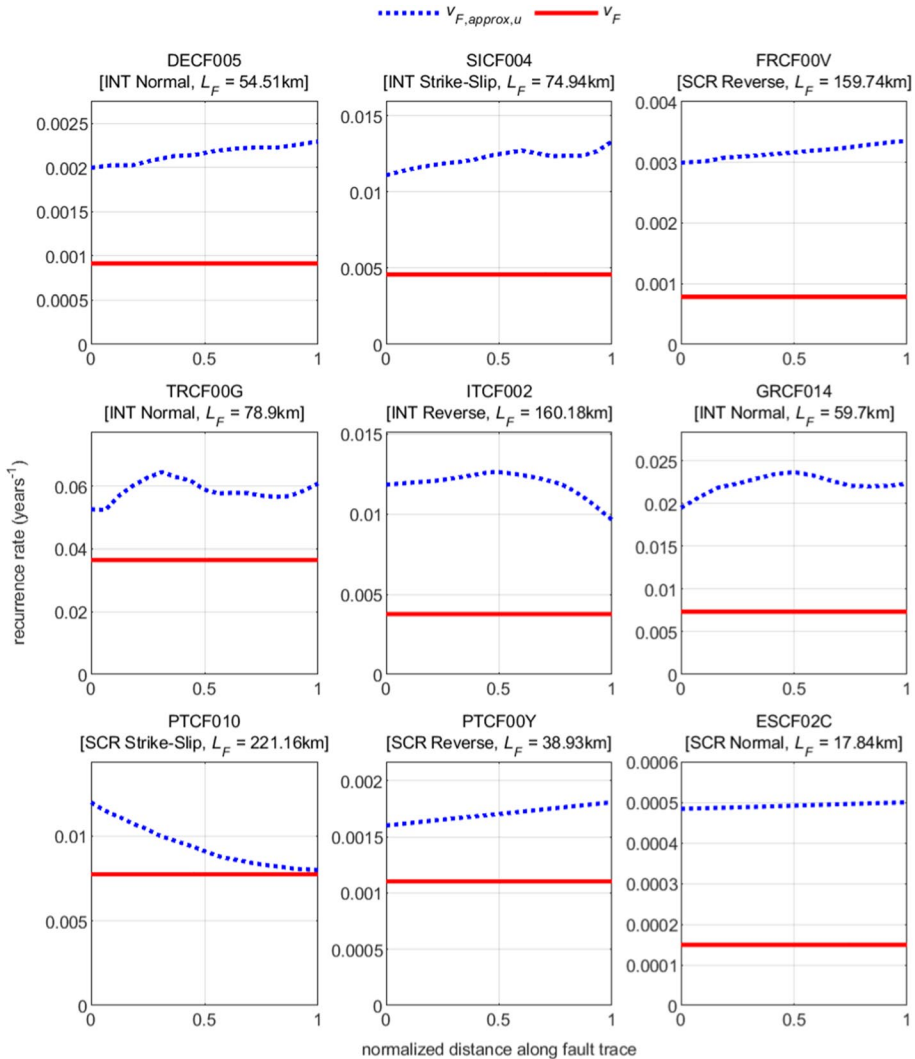 v_F,approx,u v_F
DECF005
[INT Normal, L_F = 54.51km]
0.0025
0.002
0.0015
0.001
0.0005
0
0 0.5 1
SICF004
[INT Strike-Slip, L_F = 74.94km]
0.015
0.01
0.005
0
0 0.5 1
FRCF00V
[SCR Reverse, L_F = 159.74km]
0.004
0.003
0.002
0.001
0
0 0.5 1
recurrence rate (years⁻¹)
TRCF00G
[INT Normal, L_F = 78.9km]
0.06
0.04
0.02
0
0 0.5 1
ITCF002
[INT Reverse, L_F = 160.18km]
0.015
0.01
0.005
0
0 0.5 1
GRCF014
[INT Normal, L_F = 59.7km]
0.025
0.02
0.015
0.01
0.005
0
0 0.5 1
PTCF010
[SCR Strike-Slip, L_F = 221.16km]
0.01
0.005
0
0 0.5 1
PTCF00Y
[SCR Reverse, L_F = 38.93km]
0.002
0.0015
0.001
0.0005
0
0 0.5 1
ESCF02C
[SCR Normal, L_F = 17.84km]
0.0006
0.0005
0.0004
0.0003
0.0002
0.0001
0
0 0.5 1
normalized distance along fault trace